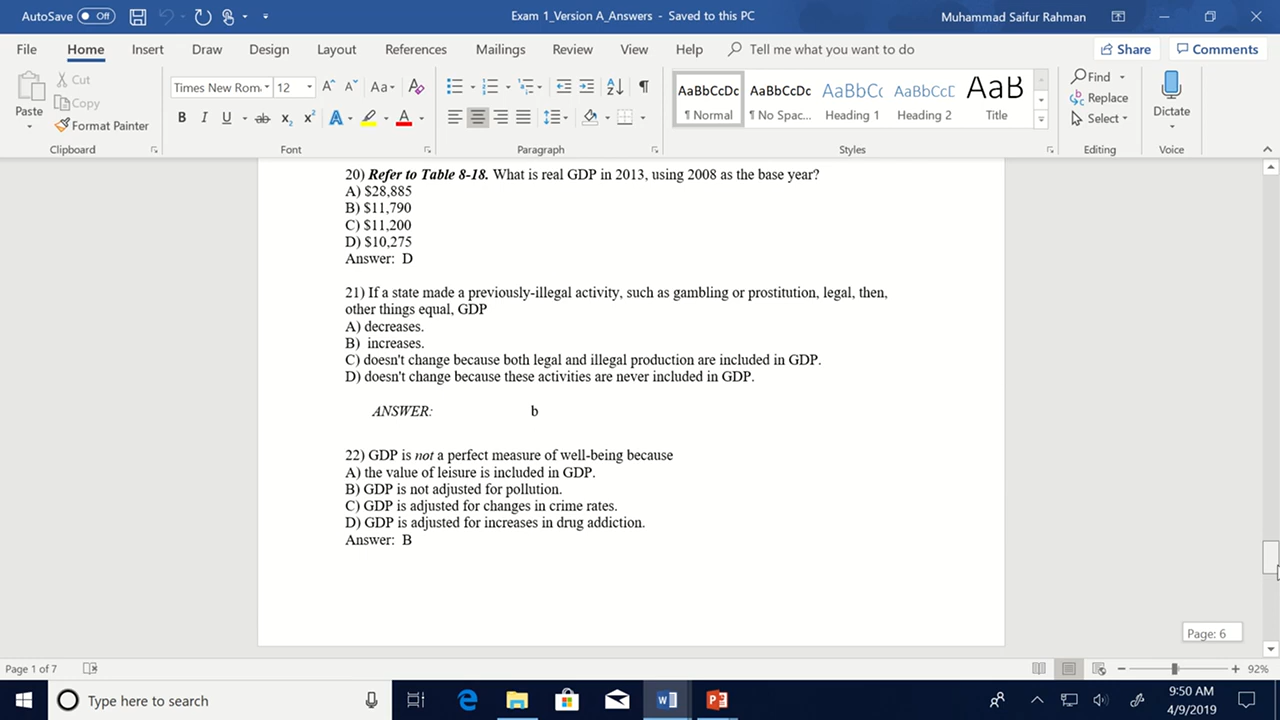 AutoSave Off
Exam 1_Version A_Answers - Saved to this PC
Muhammad Saifur Rahman
File Home Insert Draw Design Layout References Mailings Review View Help Tell me what you want to do Share Comments
Paste
Cut
Copy
Format Painter
Clipboard
Times New Rom 12
Font
Paragraph
AaBbCcDc AaBbCcDc AaBbCc AaBbCcC AaB
¶ Normal ¶ No Spac... Heading 1 Heading 2 Title
Styles
Find
Replace
Select
Editing
Dictate
Voice
20) Refer to Table 8-18. What is real GDP in 2013, using 2008 as the base year?
A) $28,885
B) $11,790
C) $11,200
D) $10,275
Answer: D
21) If a state made a previously-illegal activity, such as gambling or prostitution, legal, then,
other things equal, GDP
A) decreases.
B) increases.
C) doesn't change because both legal and illegal production are included in GDP.
D) doesn't change because these activities are never included in GDP.
ANSWER: b
22) GDP is not a perfect measure of well-being because
A) the value of leisure is included in GDP.
B) GDP is not adjusted for pollution.
C) GDP is adjusted for changes in crime rates.
D) GDP is adjusted for increases in drug addiction.
Answer: B
Page: 6
Page 1 of 7
92%
Type here to search
9:50 AM
4/9/2019